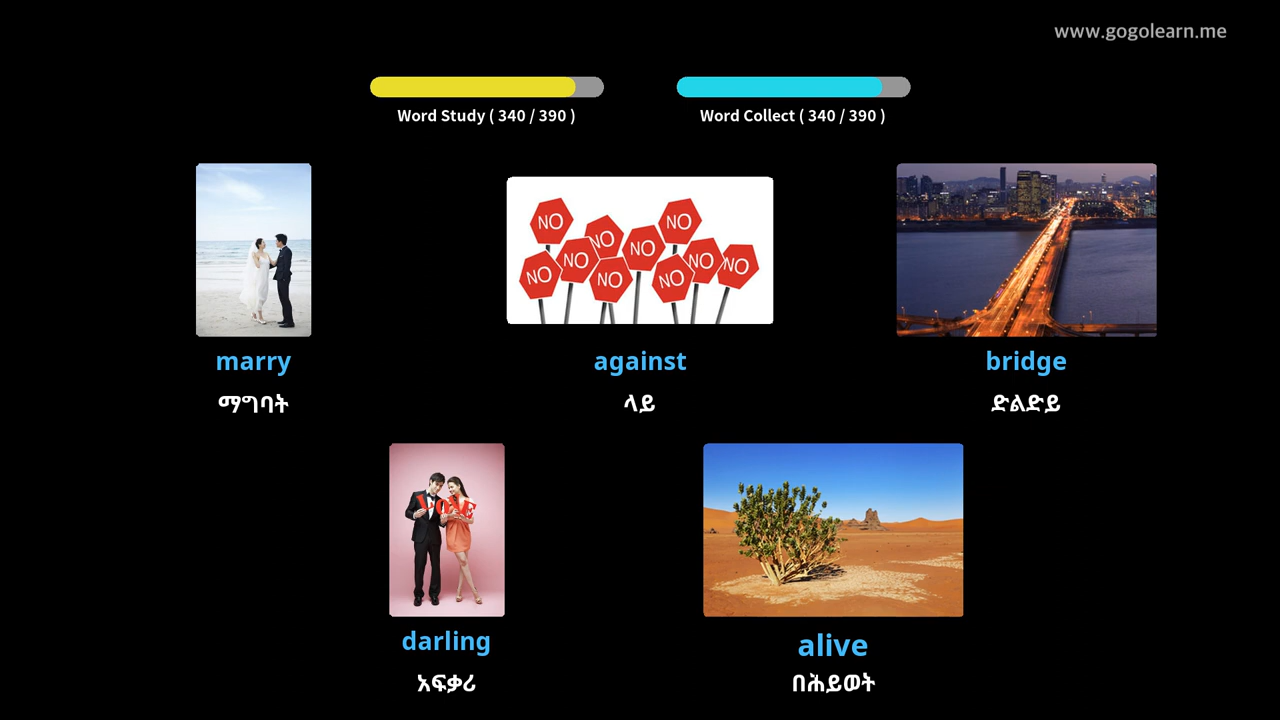 www.gogolearn.me
Word Study ( 340 / 390 )
Word Collect ( 340 / 390 )
NO
NO
NO
NO
NO
NO
NO
NO
NO
NO
marry
against
bridge
ማግባት
ላይ
ድልድይ
darling
alive
አፍቃሪ
በሕይወት